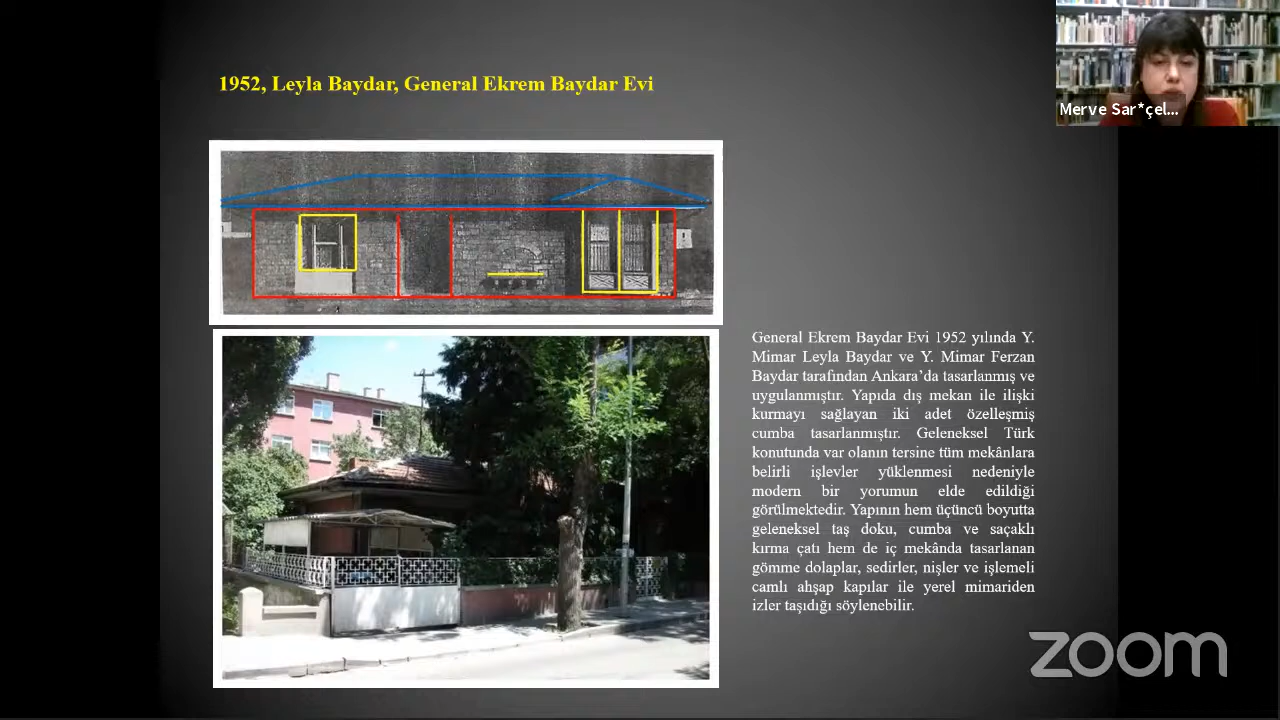 1952, Leyla Baydar, General Ekrem Baydar Evi
Merve Sar*çel...
General Ekrem Baydar Evi 1952 yılında Y.
Mimar Leyla Baydar ve Y. Mimar Ferzan
Baydar tarafından Ankara’da tasarlanmış ve
uygulanmıştır. Yapıda dış mekan ile ilişki
kurmayı sağlayan iki adet özelleşmiş
cumba tasarlanmıştır. Geleneksel Türk
konutunda var olanın tersine tüm mekânlara
belirli işlevler yüklenmesi nedeniyle
modern bir yorumun elde edildiği
görülmektedir. Yapının hem üçüncü boyutta
geleneksel taş doku, cumba ve saçaklı
kırma çatı hem de iç mekânda tasarlanan
gömme dolaplar, sedirler, nişler ve işlemeli
camlı ahşap kapılar ile yerel mimariden
izler taşıdığı söylenebilir.
zoom